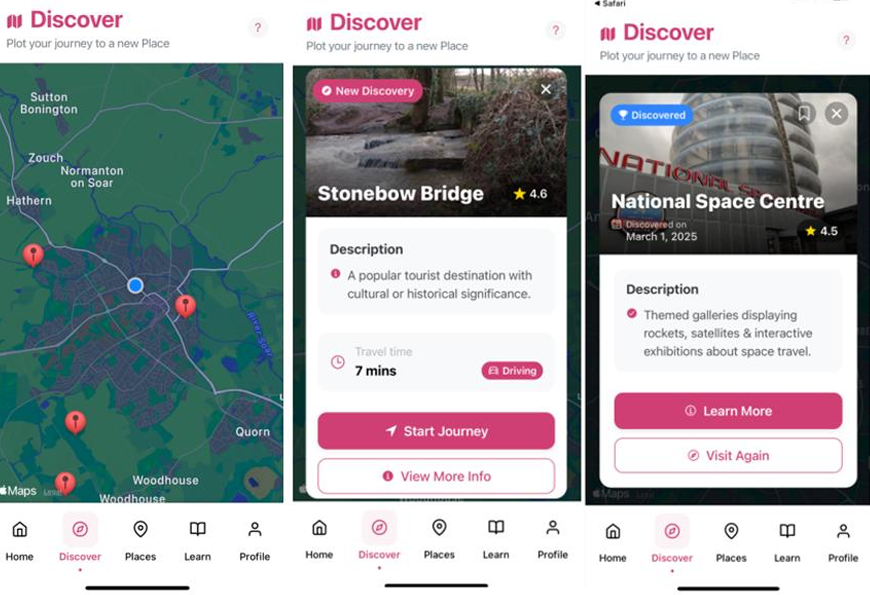 Discover
?
Plot your journey to a new Place
Sutton
Bonington
Zouch
Normanton
on Soar
Hathern
River Soar
Quorn
Woodhouse
Woodhouse
Maps
Legal
Home
Discover
Places
Learn
Profile
Discover
?
Plot your journey to a new Place
New Discovery
Stonebow Bridge
4.6
Description
A popular tourist destination with
cultural or historical significance.
Travel time
7 mins
Driving
Start Journey
View More Info
Home
Discover
Places
Learn
Profile
Safari
Discover
?
Plot your journey to a new Place
Discovered
NATIONAL SP
National Space Centre
Discovered on
March 1, 2025
4.5
Description
Themed galleries displaying
rockets, satellites & interactive
exhibitions about space travel.
Learn More
Visit Again
Maps
Legal
Home
Discover
Places
Learn
Profile